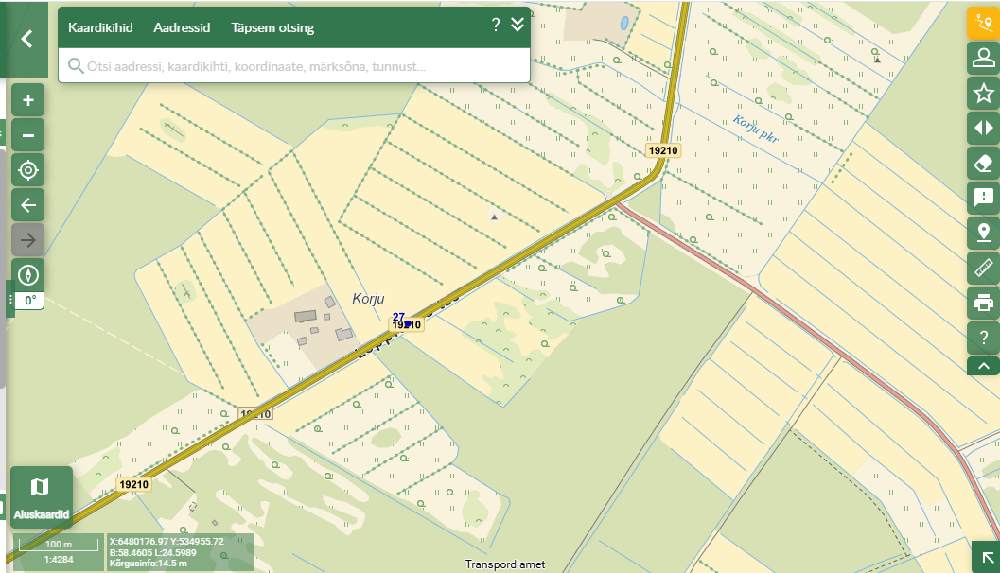 Kaardikihid Aadressid Täpsem otsing ?
Otsi aadressi, kaardikihti, koordinaate, märksõna, tunnust...
Korju pkr
19210
Korju
27
19210
19210
19210
0°
?
Aluskaardid
100 m
1:4284
X:6480176.97 Y:534955.72
B:58.4605 L:24.5989
Kõrgusinfo:14.5 m
Transpordiamet